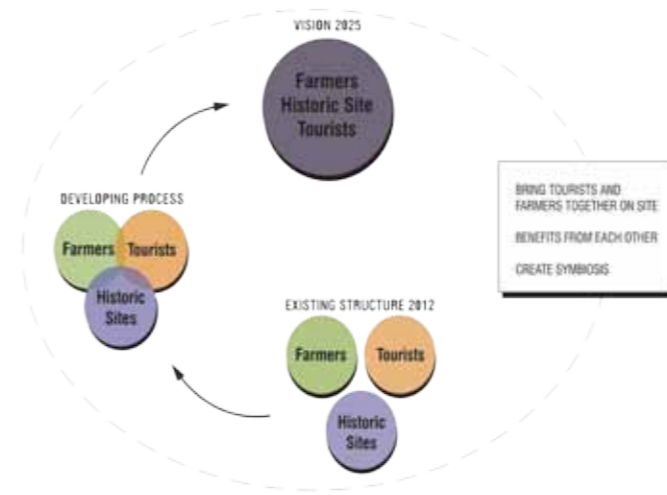 VISION 2025
Farmers
Historic Site
Tourists
DEVELOPING PROCESS
Farmers
Tourists
Historic
Sites
EXISTING STRUCTURE 2012
Farmers
Tourists
Historic
Sites
BRING TOURISTS AND
FARMERS TOGETHER ON SITE
BENEFITS FROM EACH OTHER
CREATE SYMBIOSIS